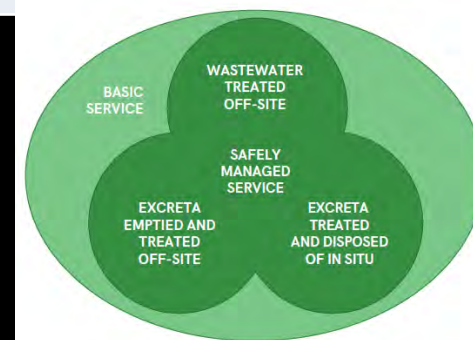 BASIC
SERVICE
WASTEWATER
TREATED
OFF-SITE
SAFELY
MANAGED
SERVICE
EXCRETA
EMPTIED AND
TREATED
OFF-SITE
EXCRETA
TREATED
AND DISPOSED
OF IN SITU